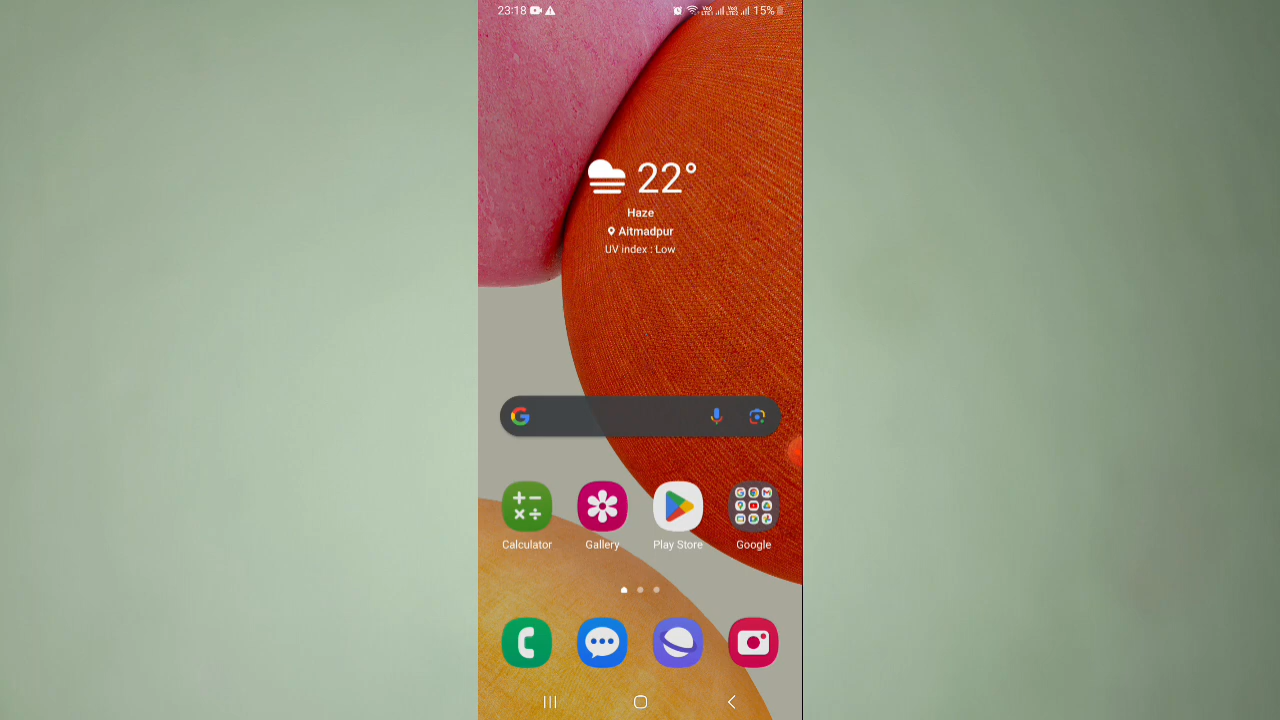 23:18 15%
22°
Haze
Aitmadpur
UV index : Low
Calculator Gallery Play Store Google